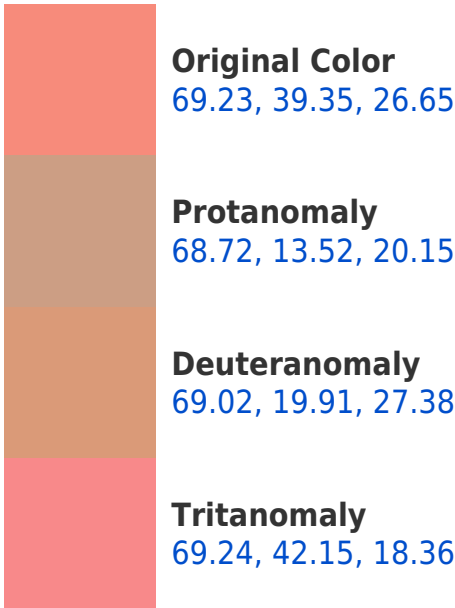 Original Color
69.23, 39.35, 26.65
Protanomaly
68.72, 13.52, 20.15
Deuteranomaly
69.02, 19.91, 27.38
Tritanomaly
69.24, 42.15, 18.36